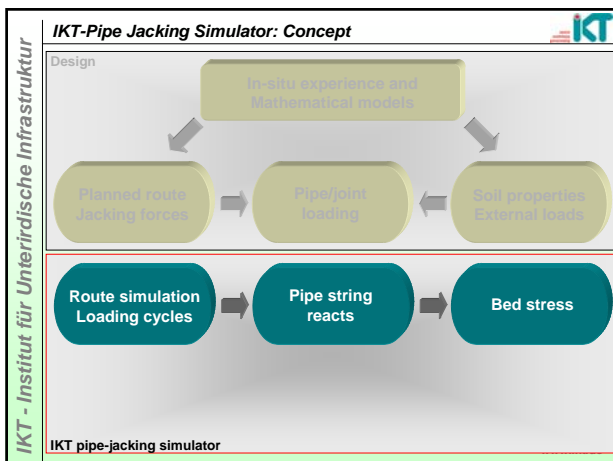 IKT-Pipe Jacking Simulator: Concept
iKT
IKT - Institut für Unterirdische Infrastruktur
Design
In-situ experience and
Mathematical models
Planned route
Jacking forces
Pipe/joint
loading
Soil properties
External loads
Route simulation
Loading cycles
Pipe string
reacts
Bed stress
IKT pipe-jacking simulator